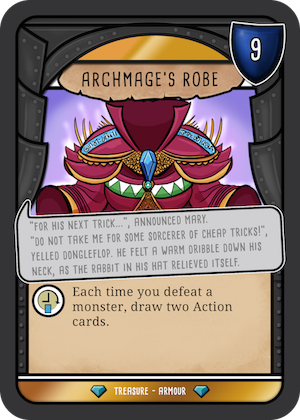 9
ARCHMAGE'S ROBE
"FOR HIS NEXT TRICK...", ANNOUNCED MARY.
"DO NOT TAKE ME FOR SOME SORCERER OF CHEAP TRICKS!",
YELLED DONGLEFLOP. HE FELT A WARM DRIBBLE DOWN HIS
NECK, AS THE RABBIT IN HIS HAT RELIEVED ITSELF.
Each time you defeat a
monster, draw two Action
cards.
TREASURE - ARMOUR